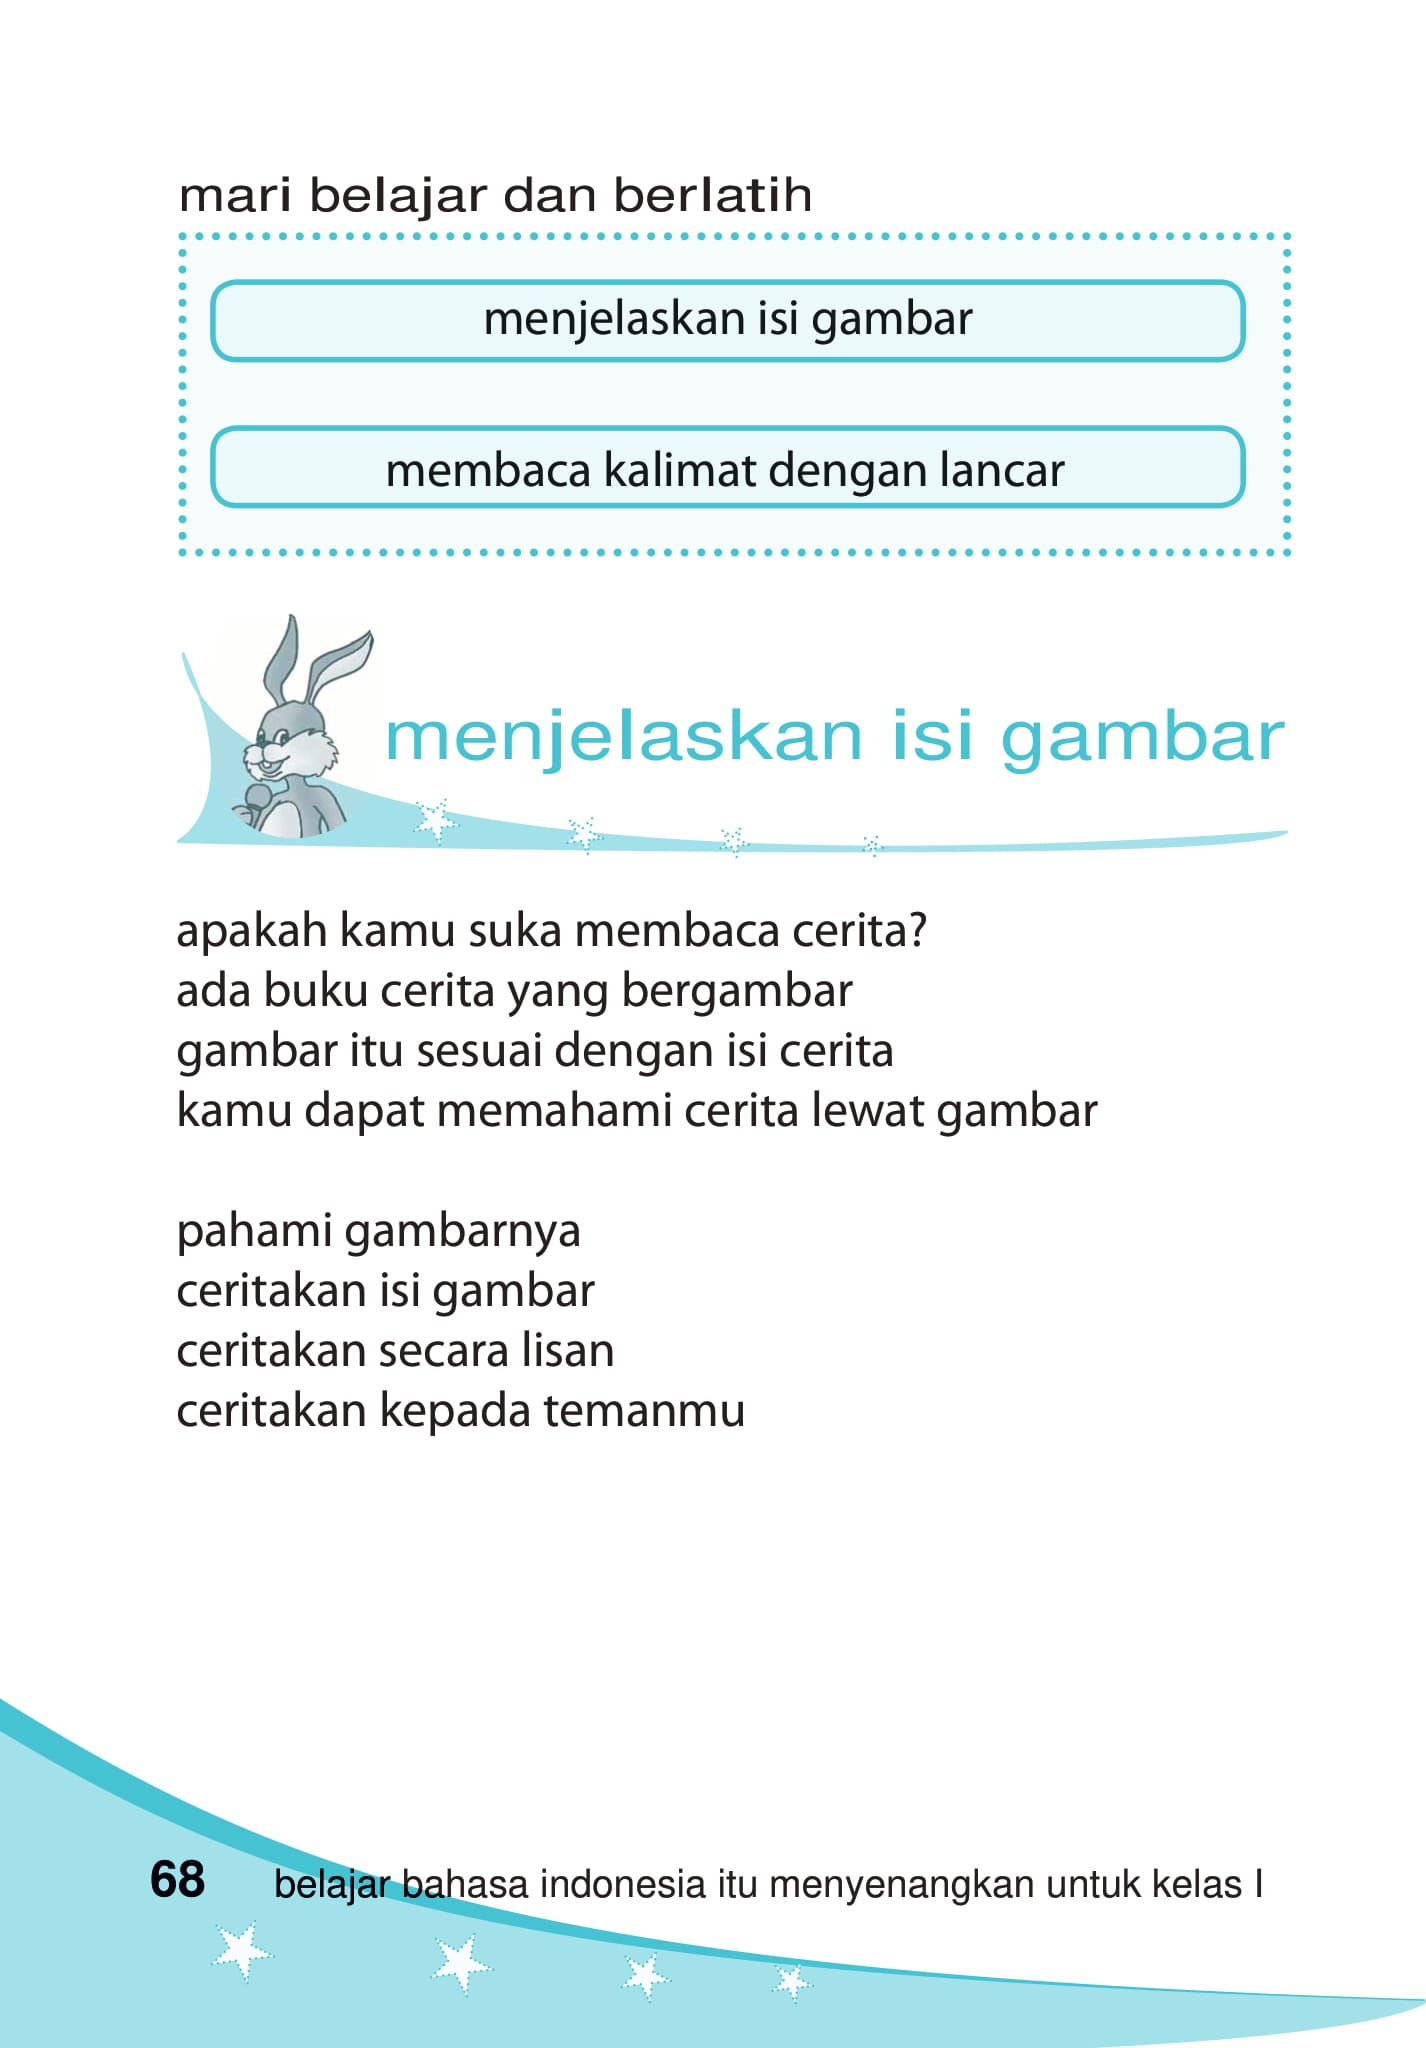 mari belajar dan berlatih
menjelaskan isi gambar
membaca kalimat dengan lancar
menjelaskan isi gambar
apakah kamu suka membaca cerita?
ada buku cerita yang bergambar
gambar itu sesuai dengan isi cerita
kamu dapat memahami cerita lewat gambar
pahami gambarnya
ceritakan isi gambar
ceritakan secara lisan
ceritakan kepada temanmu
68 belajar bahasa indonesia itu menyenangkan untuk kelas I